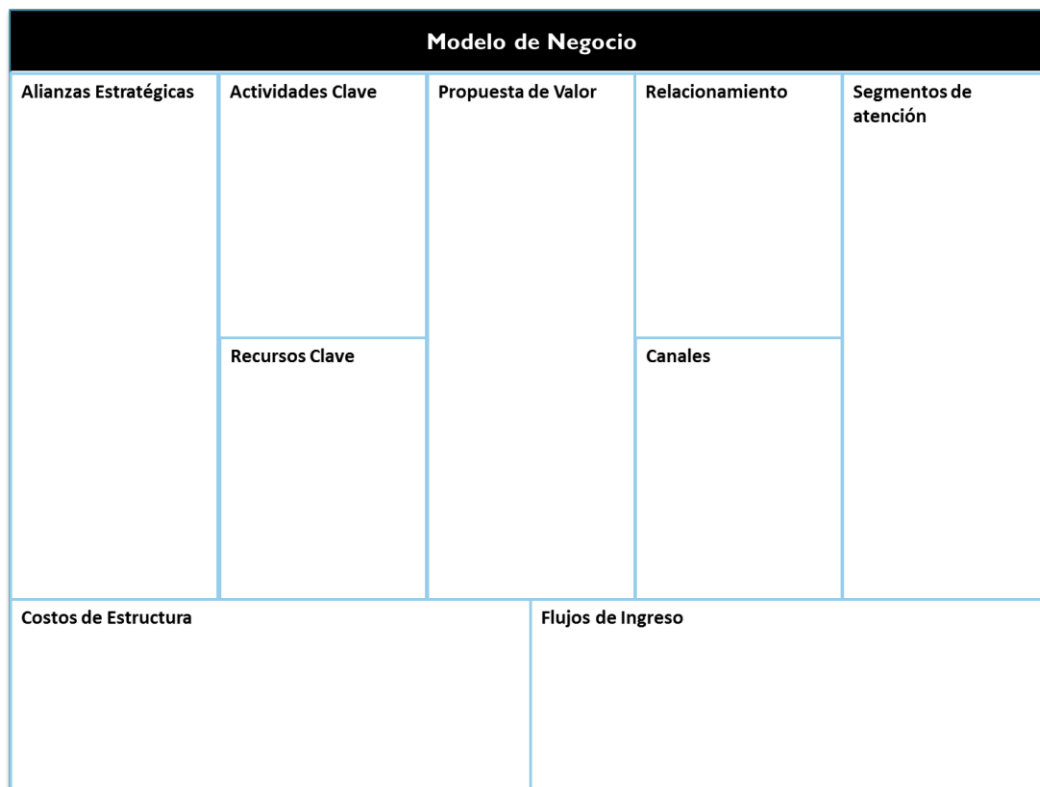 Modelo de Negocio
Alianzas Estratégicas
Actividades Clave
Propuesta de Valor
Relacionamiento
Segmentos de
atención
Recursos Clave
Canales
Costos de Estructura
Flujos de Ingreso